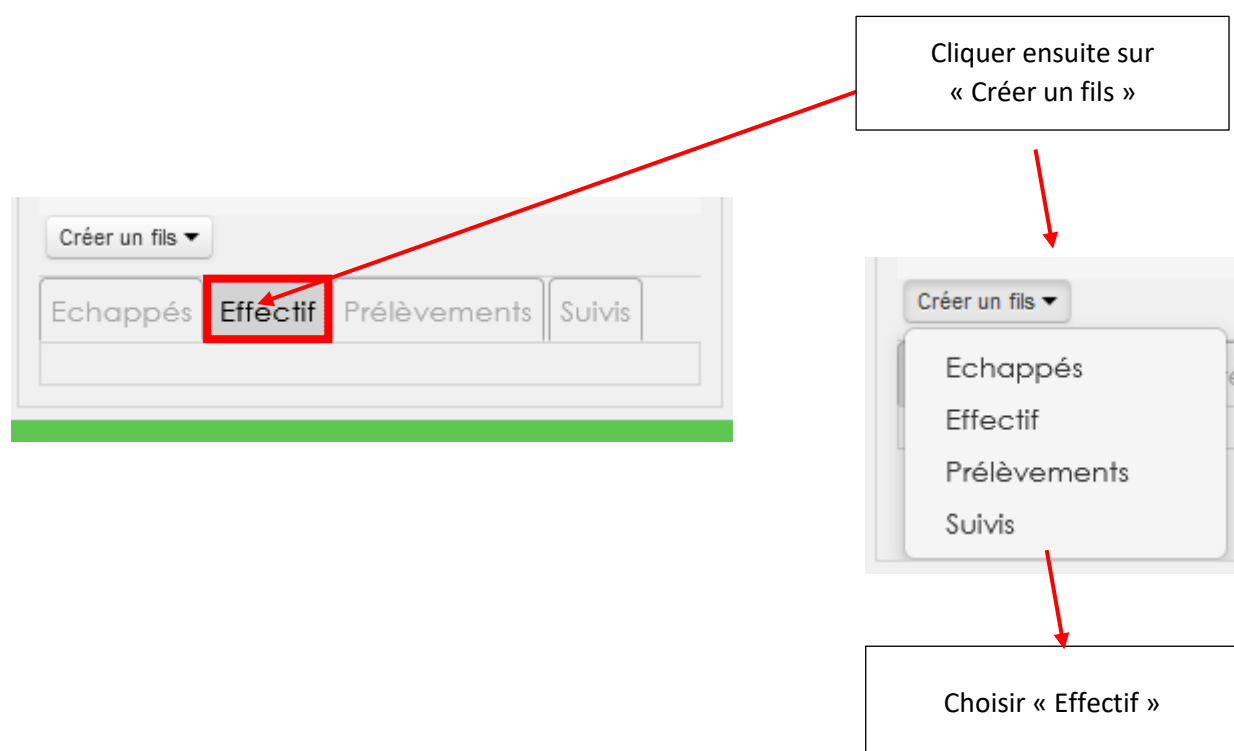 Cliquer ensuite sur
« Créer un fils »
Créer un fils
Echappés Effectif Prélèvements Suivis
Créer un fils
Echappés
Effectif
Prélèvements
Suivis
Choisir « Effectif »